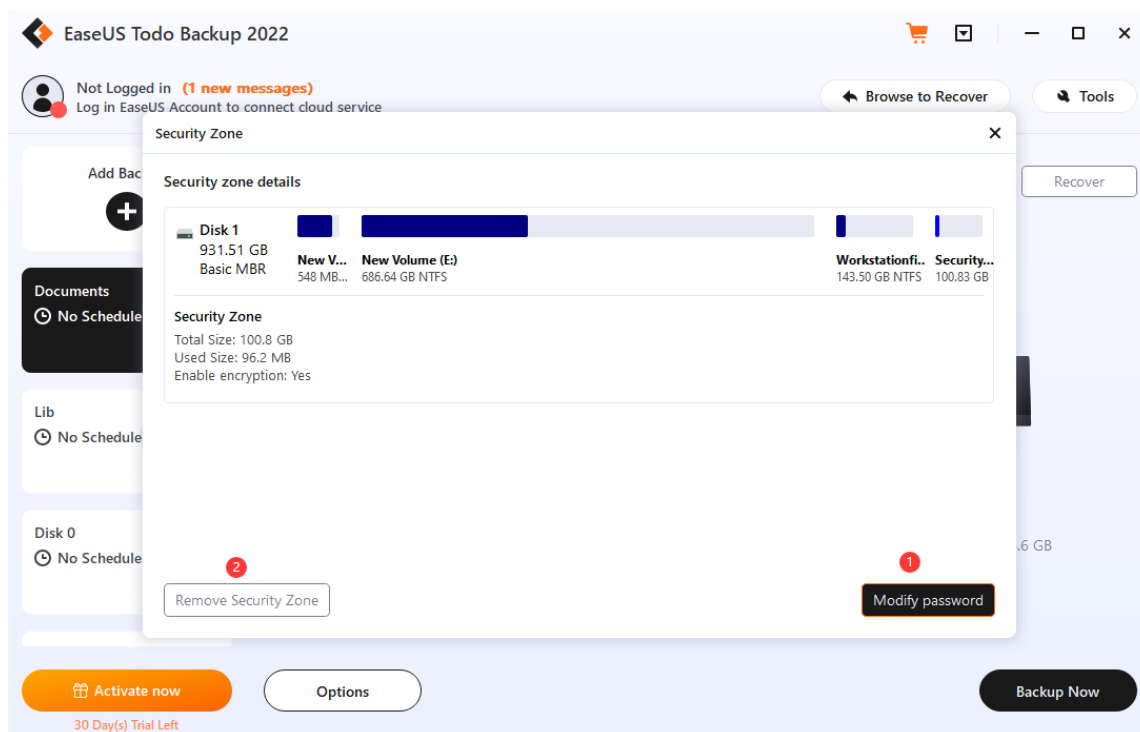 EaseUS Todo Backup 2022
Not Logged in (1 new messages)
Log in EaseUS Account to connect cloud service
Browse to Recover
Tools
Security Zone
Add Bac
Security zone details
Recover
Disk 1
931.51 GB
Basic MBR
New V...
548 MB...
New Volume (E:)
686.64 GB NTFS
Workstationfi..
143.50 GB NTFS
Security...
100.83 GB
Security Zone
Total Size: 100.8 GB
Used Size: 96.2 MB
Enable encryption: Yes
Documents
No Schedule
Lib
No Schedule
Disk 0
No Schedule
.6 GB
2
1
Remove Security Zone
Modify password
Activate now
30 Day(s) Trial Left
Options
Backup Now